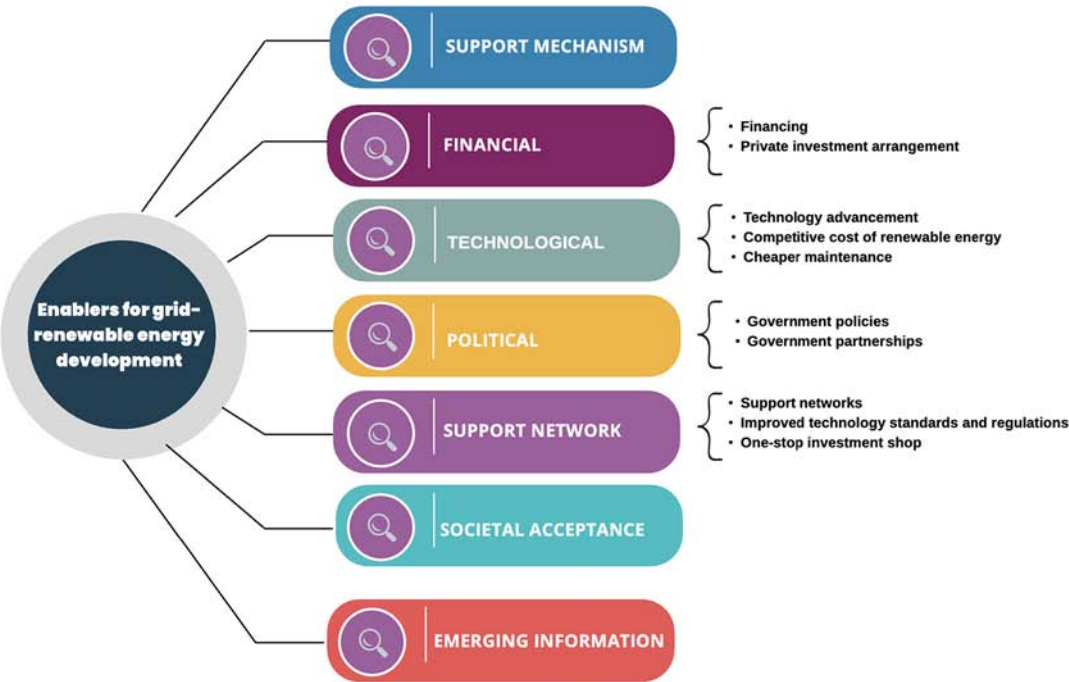 Enablers for grid-
renewable energy
development
SUPPORT MECHANISM
FINANCIAL
• Financing
• Private investment arrangement
TECHNOLOGICAL
• Technology advancement
• Competitive cost of renewable energy
• Cheaper maintenance
POLITICAL
• Government policies
• Government partnerships
SUPPORT NETWORK
• Support networks
• Improved technology standards and regulations
• One-stop investment shop
SOCIETAL ACCEPTANCE
EMERGING INFORMATION